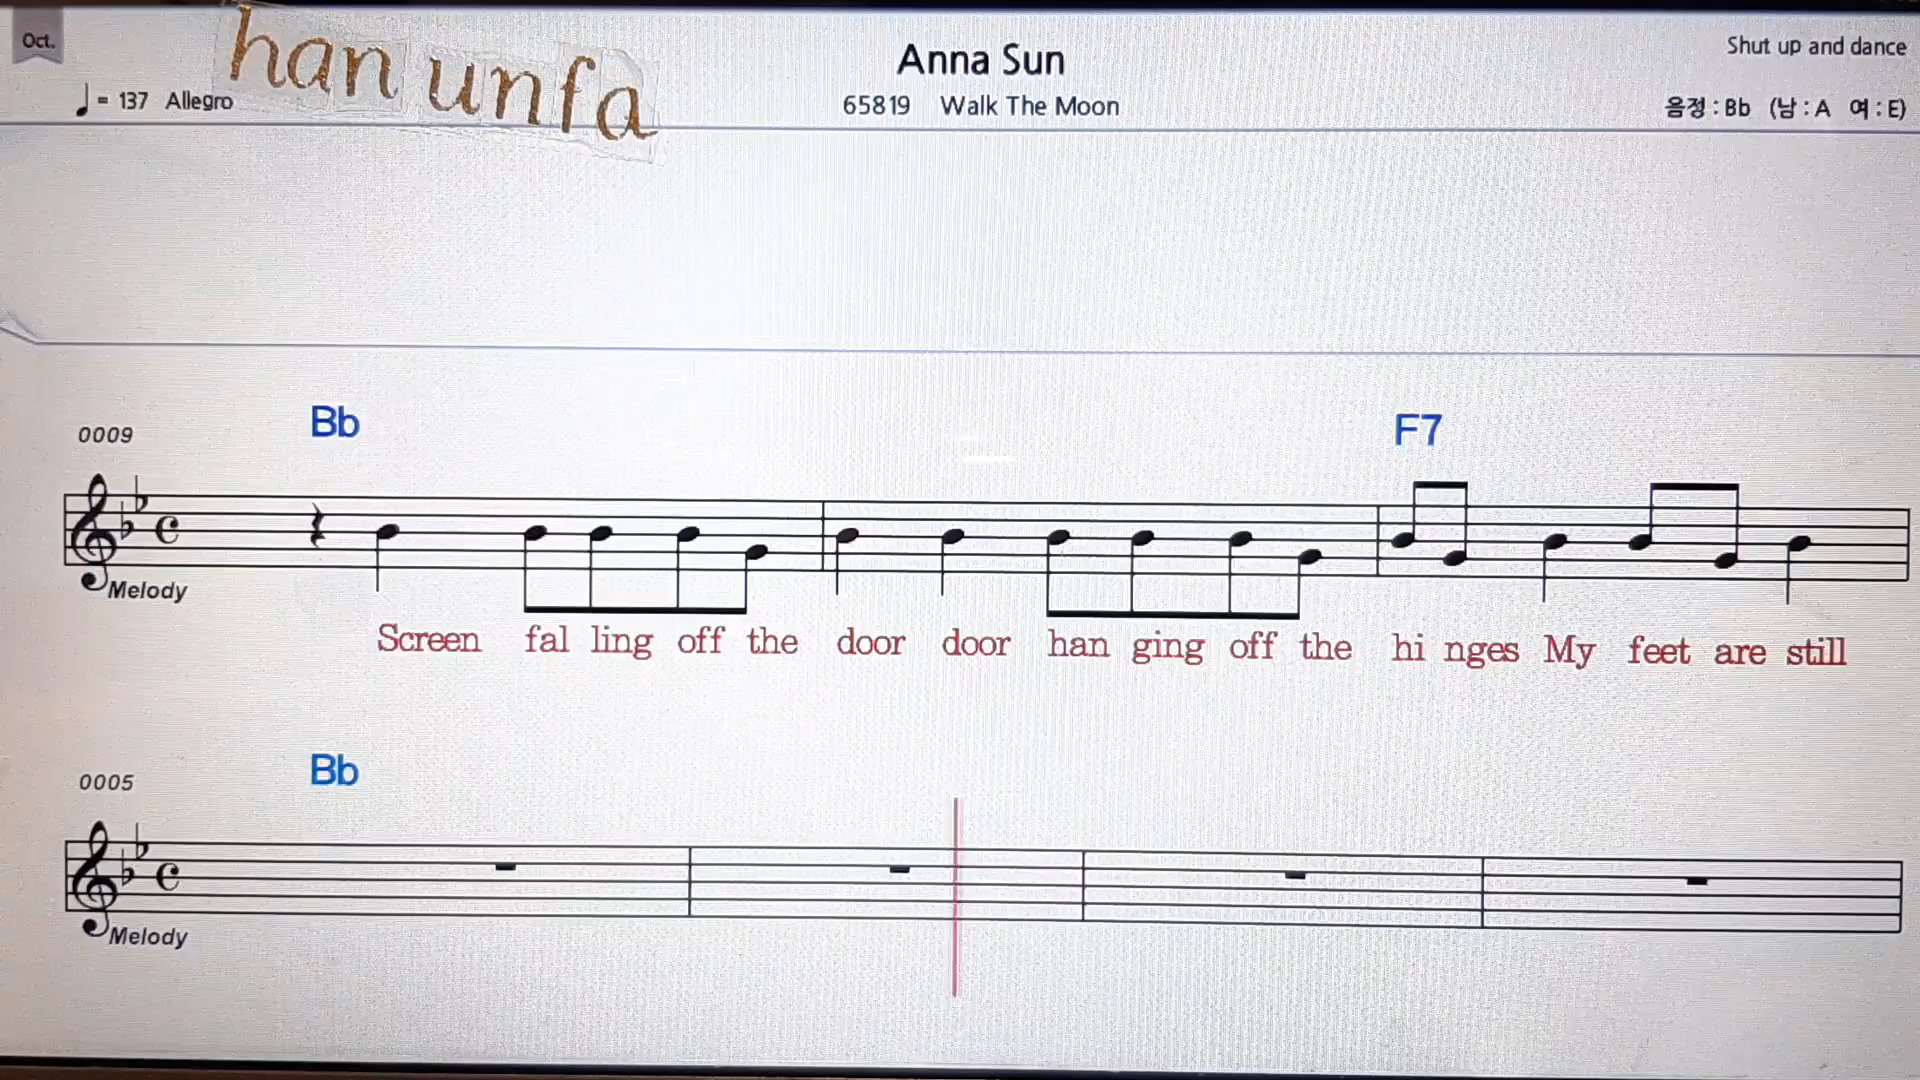 Oct.
han unfa
Anna Sun
Shut up and dance
♩ = 137 Allegro
65819 Walk The Moon
음정 : Bb (남 : A 여 : E)
0009
Bb
F7
Melody
Screen fal ling off the door door han ging off the hi nges My feet are still
0005
Bb
Melody